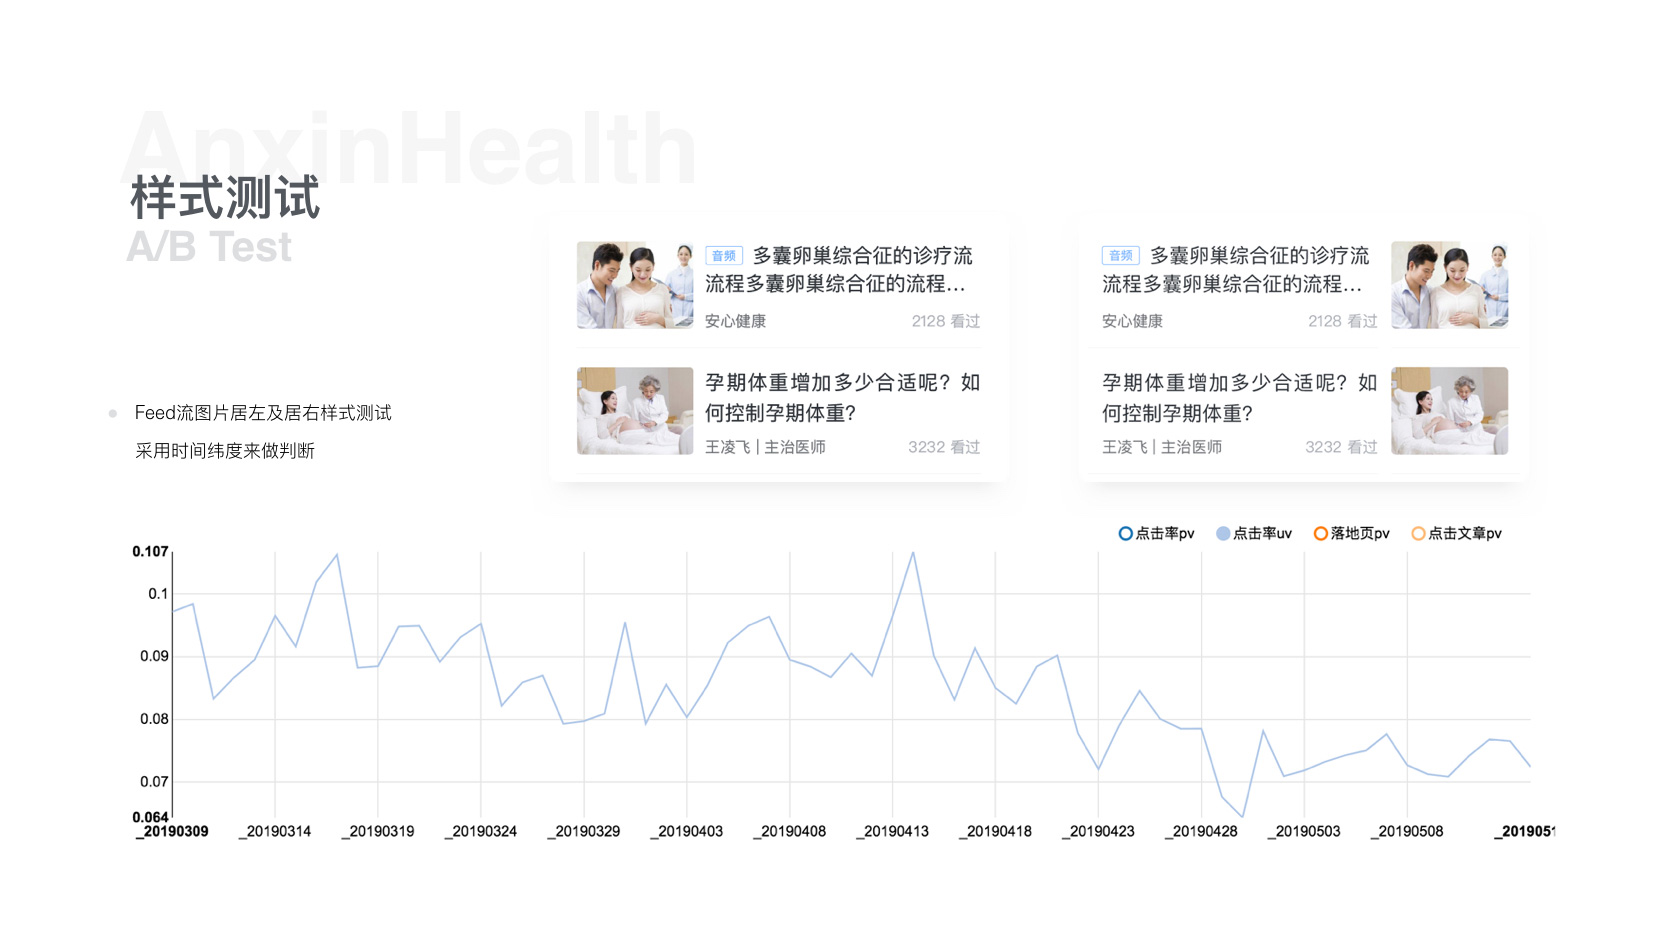 AnxinHealth
样式测试
A/B Test
Feed流图片居左及居右样式测试
采用时间纬度来做判断
音频 多囊卵巢综合征的诊疗流
流程多囊卵巢综合征的流程...
安心健康 2128 看过
孕期体重增加多少合适呢？如
何控制孕期体重?
王凌飞 | 主治医师 3232 看过
音频 多囊卵巢综合征的诊疗流
流程多囊卵巢综合征的流程...
安心健康 2128 看过
孕期体重增加多少合适呢？如
何控制孕期体重?
王凌飞 | 主治医师 3232 看过
点击率pv 点击率uv 落地页pv 点击文章pv
0.107
0.1
0.09
0.08
0.07
0.064
_20190309 _20190314 _20190319 _20190324 _20190329 _20190403 _20190408 _20190413 _20190418 _20190423 _20190428 _20190503 _20190508 _2019051